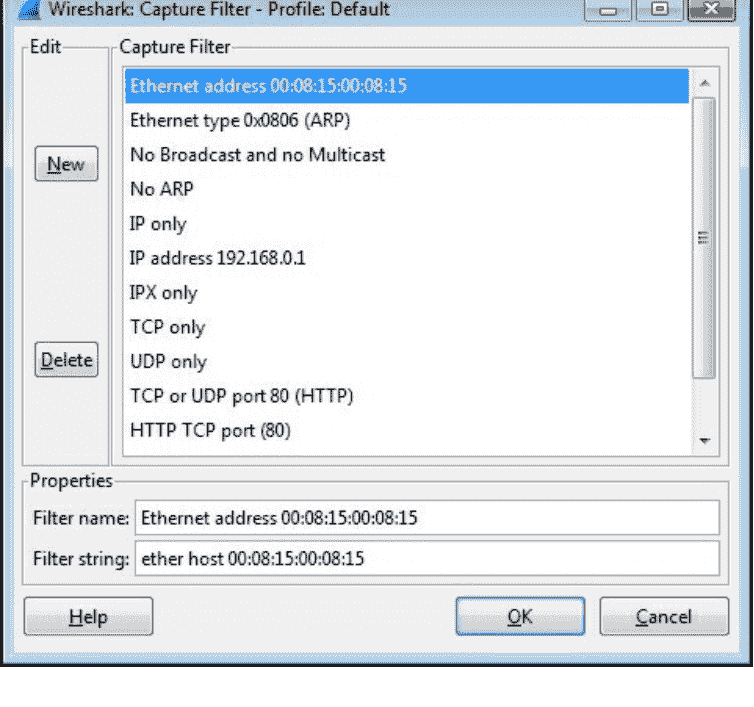 Wireshark: Capture Filter - Profile: Default
Edit
Capture Filter
New
Delete
Ethernet address 00:08:15:00:08:15
Ethernet type 0x0806 (ARP)
No Broadcast and no Multicast
No ARP
IP only
IP address 192.168.0.1
IPX only
TCP only
UDP only
TCP or UDP port 80 (HTTP)
HTTP TCP port (80)
Properties
Filter name: Ethernet address 00:08:15:00:08:15
Filter string: ether host 00:08:15:00:08:15
Help OK Cancel